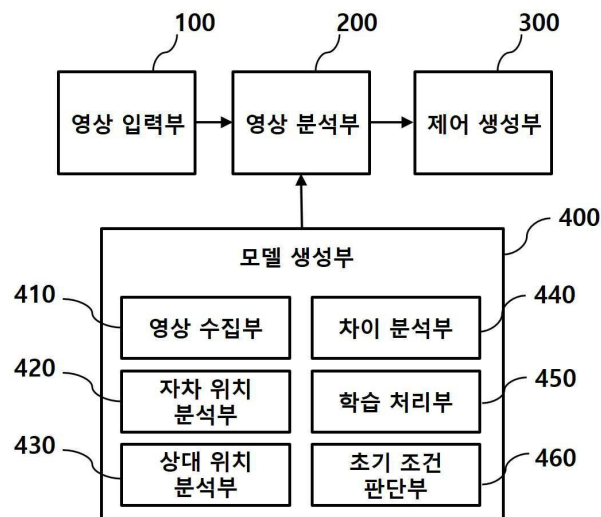 100
200
300
영상 입력부
영상 분석부
제어 생성부
400
모델 생성부
410
영상 수집부
차이 분석부
440
420
자차 위치
분석부
학습 처리부
450
430
상대 위치
분석부
초기 조건
판단부
460